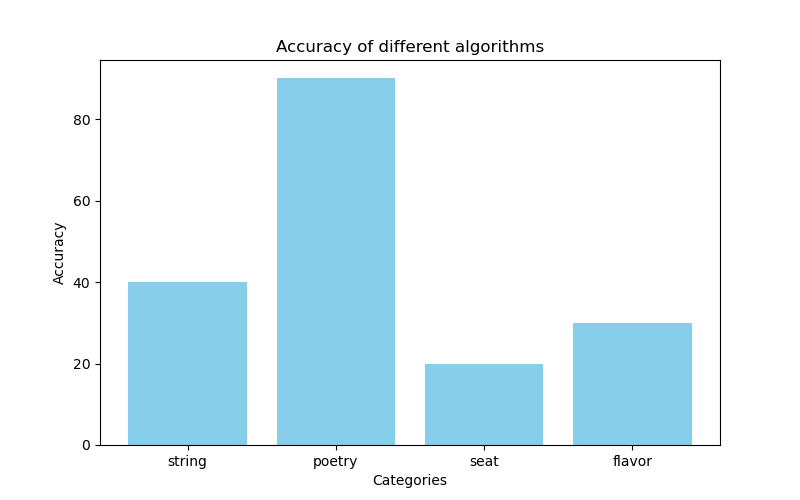 Accuracy of different algorithms
Accuracy
80
60
40
20
0
string poetry seat flavor
Categories